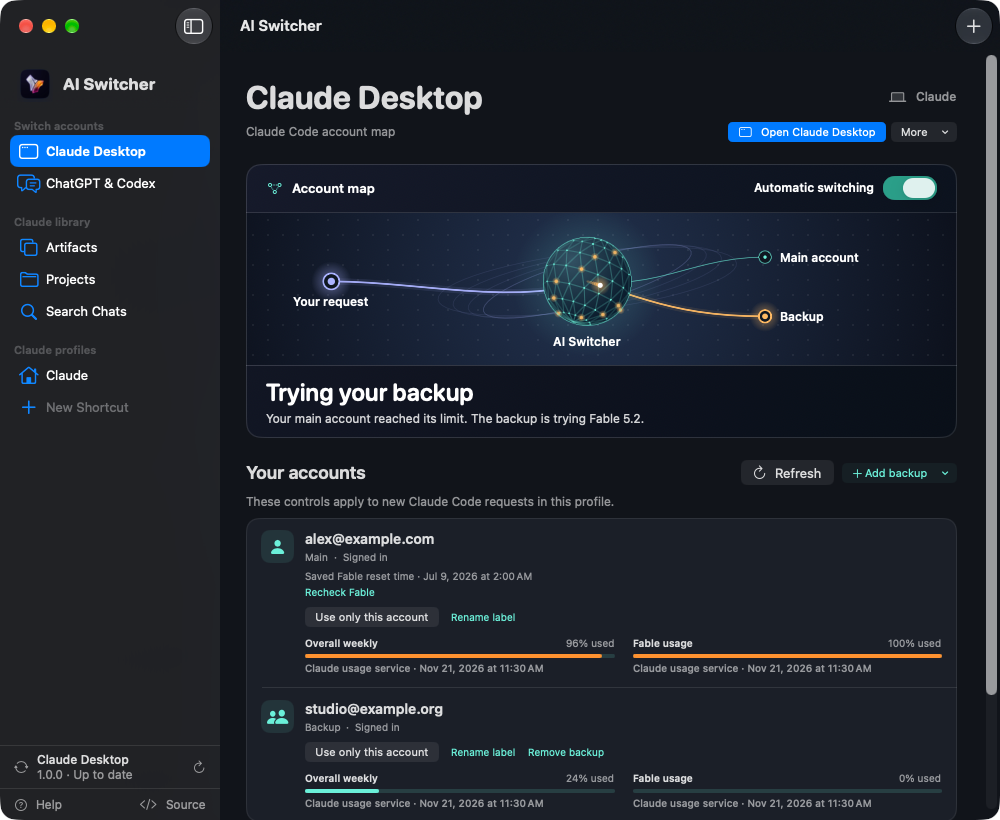 AI Switcher
AI Switcher
Switch accounts
Claude Desktop
ChatGPT & Codex
Claude library
Artifacts
Projects
Search Chats
Claude profiles
Claude
New Shortcut
Claude Desktop
1.0.0 · Up to date
Help
</> Source
Claude Desktop
Claude
Claude Code account map
Open Claude Desktop
More
Account map
Automatic switching
Your request
AI Switcher
Main account
Backup
Trying your backup
Your main account reached its limit. The backup is trying Fable 5.2.
Your accounts
Refresh
+ Add backup
These controls apply to new Claude Code requests in this profile.
alex@example.com
Main · Signed in
Saved Fable reset time · Jul 9, 2026 at 2:00 AM
Recheck Fable
Use only this account
Rename label
Overall weekly 96% used
Claude usage service · Nov 21, 2026 at 11:30 AM
Fable usage 100% used
Claude usage service · Nov 21, 2026 at 11:30 AM
studio@example.org
Backup · Signed in
Use only this account
Rename label
Remove backup
Overall weekly 24% used
Claude usage service · Nov 21, 2026 at 11:30 AM
Fable usage 0% used
Claude usage service · Nov 21, 2026 at 11:30 AM